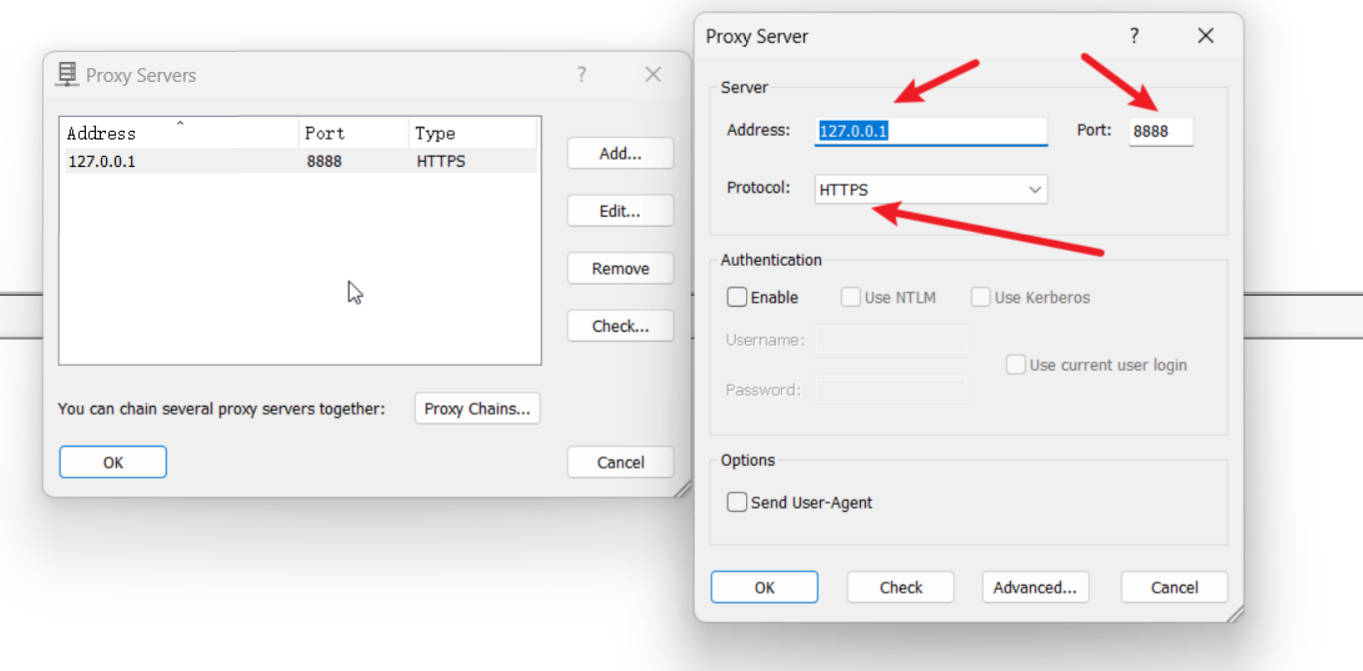 Proxy Servers
?
Address Port Type
127.0.0.1 8888 HTTPS
Add...
Edit...
Remove
Check...
You can chain several proxy servers together: Proxy Chains...
OK Cancel
Proxy Server
?
Server
Address: 127.0.0.1 Port: 8888
Protocol: HTTPS
Authentication
Enable Use NTLM Use Kerberos
Username:
Use current user login
Password:
Options
Send User-Agent
OK Check Advanced... Cancel